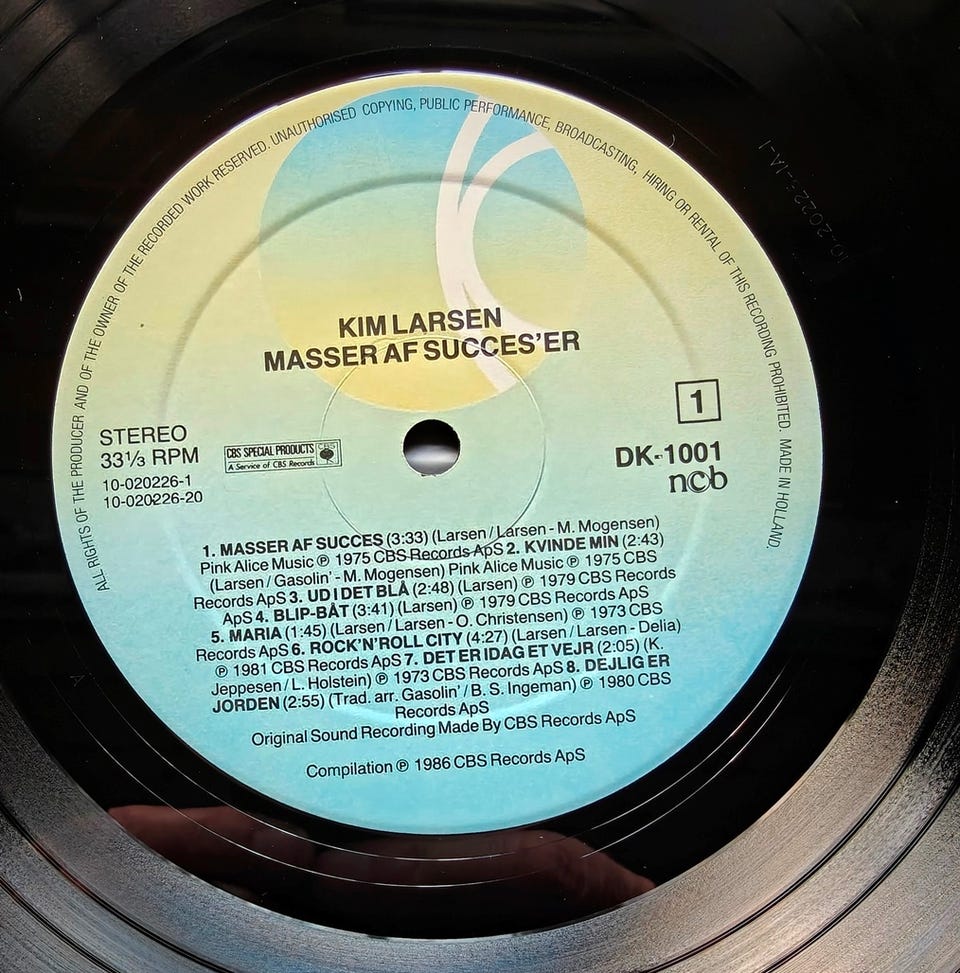 ALL RIGHTS OF THE PRODUCER AND OF THE OWNER OF THE RECORDED WORK RESERVED. UNAUTHORISED COPYING, PUBLIC PERFORMANCE, BROADCASTING, HIRING OR RENTAL OF THIS RECORDING PROHIBITED. MADE IN HOLLAND.
KIM LARSEN
MASSER AF SUCCES'ER
1
STEREO
33⅓ RPM
10-020226-1
10-020226-20
CBS SPECIAL PRODUCTS CBS
A Service of CBS Records
DK-1001
ncb
1. MASSER AF SUCCES (3:33) (Larsen/Larsen - M. Mogensen)
Pink Alice Music ℗ 1975 CBS Records ApS 2. KVINDE MIN (2:43)
(Larsen/Gasolin' - M. Mogensen) Pink Alice Music ℗ 1975 CBS
Records ApS 3. UD I DET BLÅ (2:48) (Larsen) ℗ 1979 CBS Records
ApS 4. BLIP-BÅT (3:41) (Larsen) ℗ 1979 CBS Records ApS
5. MARIA (1:45) (Larsen/Larsen - O. Christensen) ℗ 1973 CBS
Records ApS 6. ROCK'N'ROLL CITY (4:27) (Larsen/Larsen - Delia)
℗ 1981 CBS Records ApS 7. DET ER IDAG ET VEJR (2:05) (K.
Jeppesen/L. Holstein) ℗ 1973 CBS Records ApS 8. DEJLIG ER
JORDEN (2:55) (Trad. arr. Gasolin'/B. S. Ingeman) ℗ 1980 CBS
Records ApS
Original Sound Recording Made By CBS Records ApS
Compilation ℗ 1986 CBS Records ApS